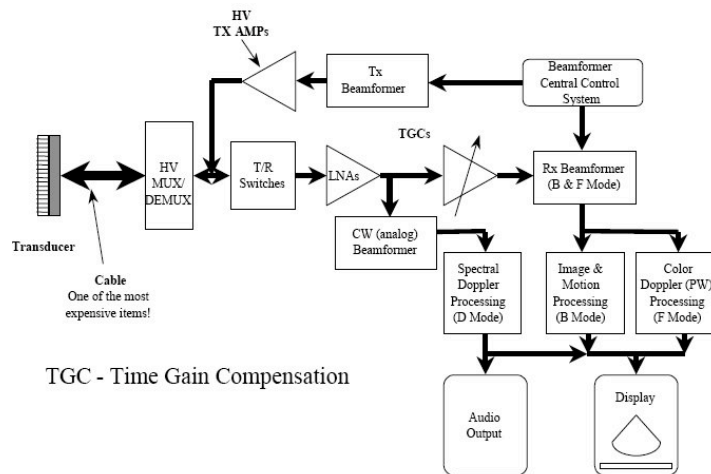 HV
TX AMPs
Tx
Beamformer
Beamformer
Central Control
System
TGCs
HV
MUX/
DEMUX
T/R
Switches
LNAs
Rx Beamformer
(B & F Mode)
Transducer
CW (analog)
Beamformer
Cable
One of the most
expensive items!
Spectral
Doppler
Processing
(D Mode)
Image &
Motion
Processing
(B Mode)
Color
Doppler (PW)
Processing
(F Mode)
TGC - Time Gain Compensation
Audio
Output
Display